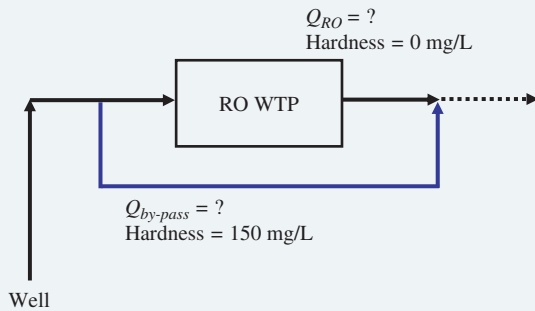 Q_RO = ?
Hardness = 0 mg/L
RO WTP
Q_by-pass = ?
Hardness = 150 mg/L
Well